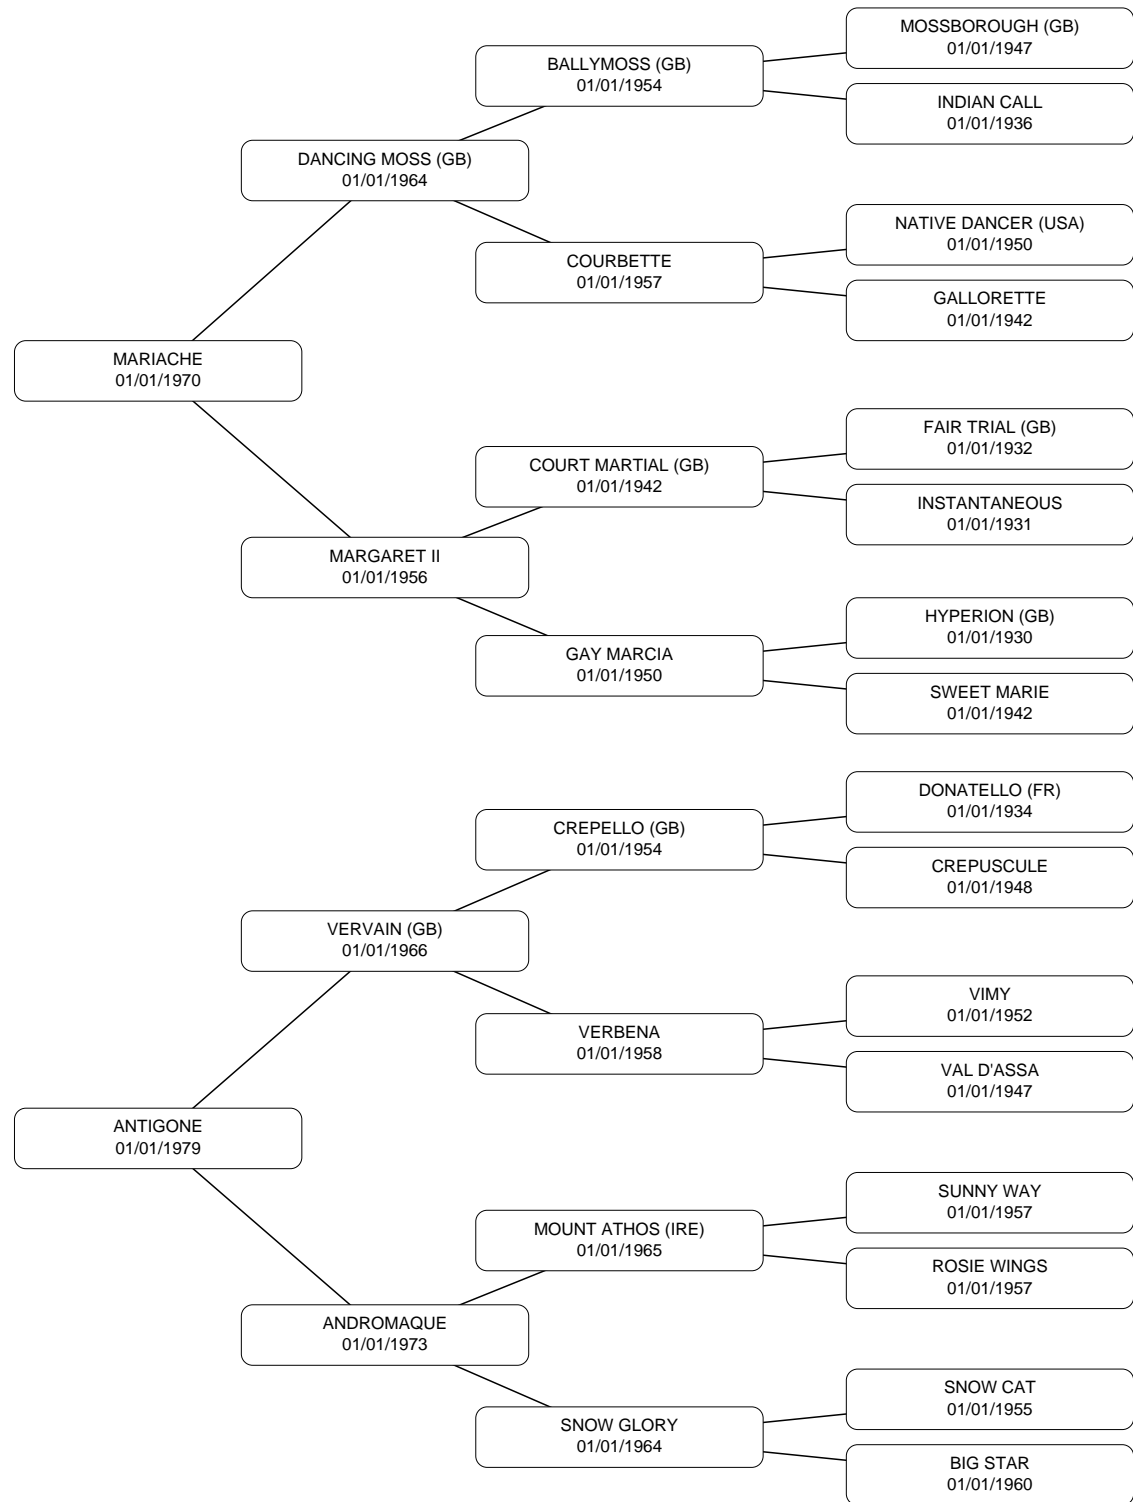 MOSSBOROUGH (GB)
01/01/1947
BALLYMOSS (GB)
01/01/1954
INDIAN CALL
01/01/1936
DANCING MOSS (GB)
01/01/1964
NATIVE DANCER (USA)
01/01/1950
COURBETTE
01/01/1957
GALLORETTE
01/01/1942
MARIACHE
01/01/1970
FAIR TRIAL (GB)
01/01/1932
COURT MARTIAL (GB)
01/01/1942
INSTANTANEOUS
01/01/1931
MARGARET II
01/01/1956
HYPERION (GB)
01/01/1930
GAY MARCIA
01/01/1950
SWEET MARIE
01/01/1942
DONATELLO (FR)
01/01/1934
CREPELLO (GB)
01/01/1954
CREPUSCULE
01/01/1948
VERVAIN (GB)
01/01/1966
VIMY
01/01/1952
VERBENA
01/01/1958
VAL D'ASSA
01/01/1947
ANTIGONE
01/01/1979
SUNNY WAY
01/01/1957
MOUNT ATHOS (IRE)
01/01/1965
ROSIE WINGS
01/01/1957
ANDROMAQUE
01/01/1973
SNOW CAT
01/01/1955
SNOW GLORY
01/01/1964
BIG STAR
01/01/1960